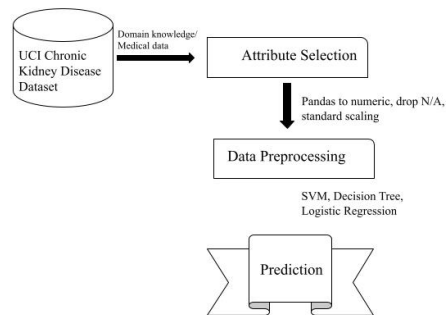 UCI Chronic
Kidney Disease
Dataset
Domain knowledge/
Medical data
Attribute Selection
Pandas to numeric, drop N/A,
standard scaling
Data Preprocessing
SVM, Decision Tree,
Logistic Regression
Prediction